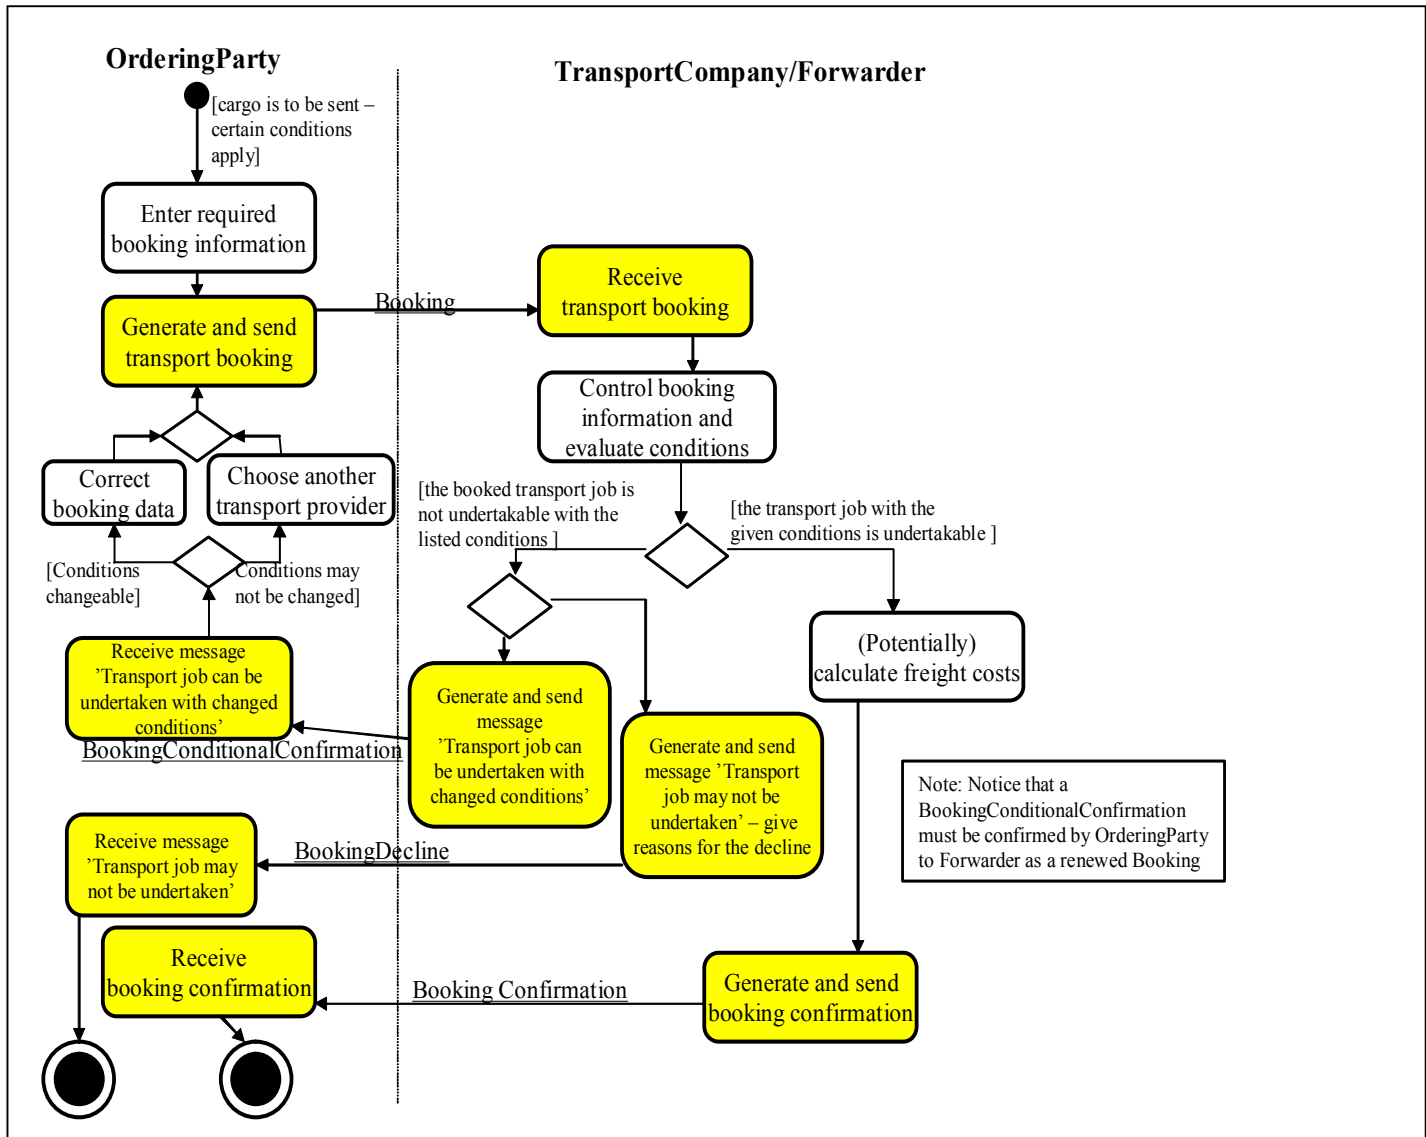 OrderingParty
TransportCompany/Forwarder
[cargo is to be sent –
certain conditions
apply]
Enter required
booking information
Generate and send
transport booking
Booking
Receive
transport booking
Control booking
information and
evaluate conditions
Correct
booking data
Choose another
transport provider
[the booked transport job is
not undertakable with the
listed conditions ]
[the transport job with the
given conditions is undertakable ]
[Conditions
changeable]
Conditions may
not be changed]
(Potentially)
calculate freight costs
Receive message
’Transport job can be
undertaken with changed
conditions’
BookingConditionalConfirmation
Generate and send
message
’Transport job can
be undertaken with
changed conditions’
Generate and send
message ’Transport
job may not be
undertaken’ – give
reasons for the decline
Note: Notice that a
BookingConditionalConfirmation
must be confirmed by OrderingParty
to Forwarder as a renewed Booking
Receive message
’Transport job may
not be undertaken’
BookingDecline
Receive
booking confirmation
Booking Confirmation
Generate and send
booking confirmation